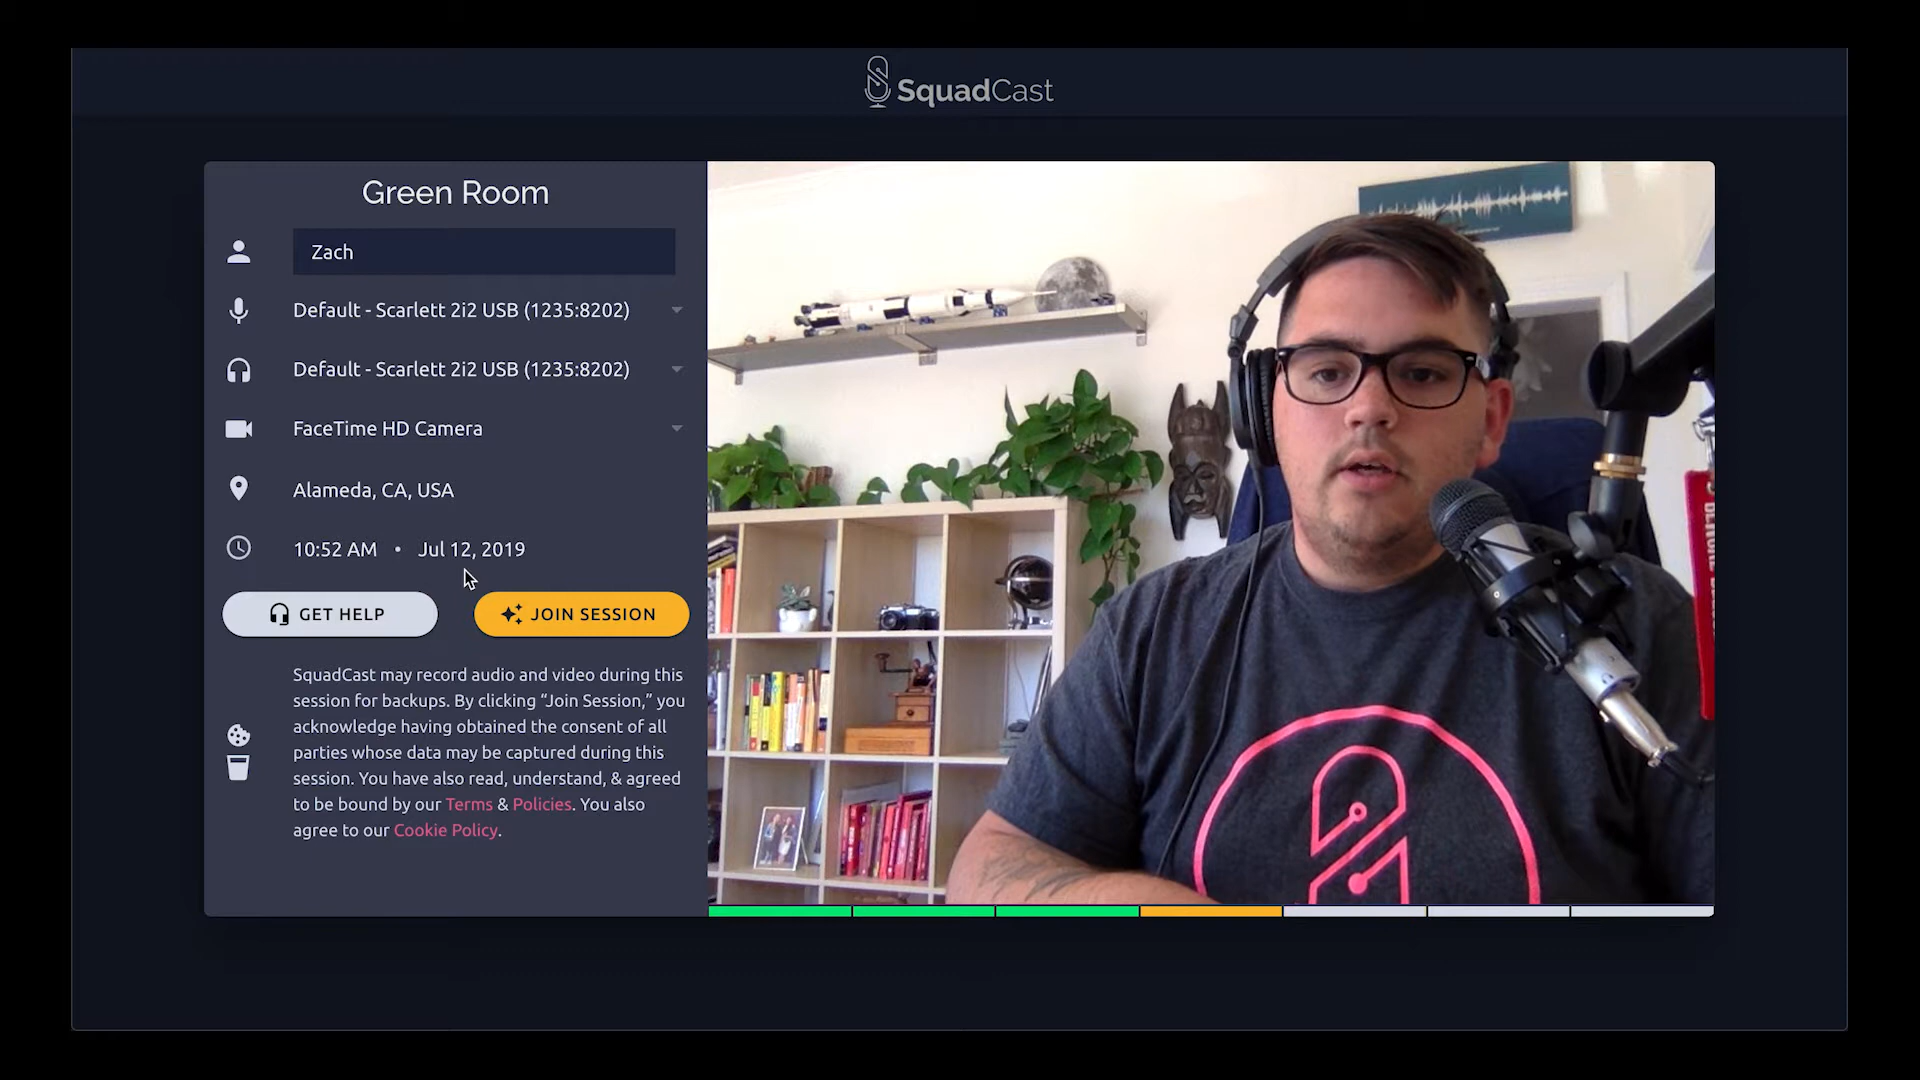 SquadCast
Green Room
Zach
Default - Scarlett 2i2 USB (1235:8202)
Default - Scarlett 2i2 USB (1235:8202)
FaceTime HD Camera
Alameda, CA, USA
10:52 AM • Jul 12, 2019
GET HELP
JOIN SESSION
SquadCast may record audio and video during this
session for backups. By clicking “Join Session,” you
acknowledge having obtained the consent of all
parties whose data may be captured during this
session. You have also read, understand, & agreed
to be bound by our Terms & Policies. You also
agree to our Cookie Policy.